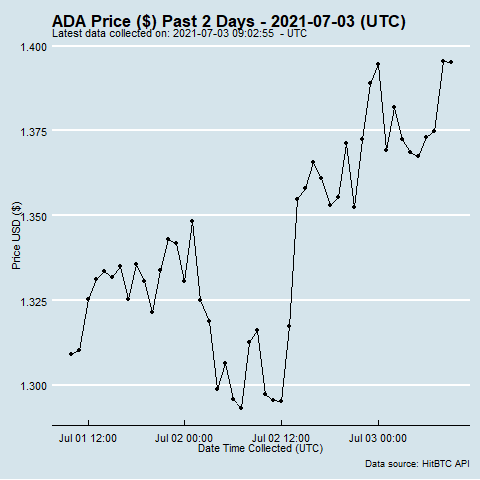 ADA Price ($) Past 2 Days - 2021-07-03 (UTC)
Latest data collected on: 2021-07-03 09:02:55 - UTC
1.400
1.375
1.350
1.325
1.300
Price USD ($)
Jul 01 12:00 Jul 02 00:00 Jul 02 12:00 Jul 03 00:00
Date Time Collected (UTC)
Data source: HitBTC API